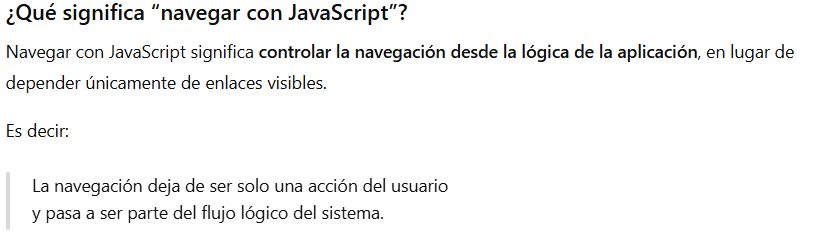 ¿Qué significa “navegar con JavaScript”?
Navegar con JavaScript significa controlar la navegación desde la lógica de la aplicación, en lugar de
depender únicamente de enlaces visibles.
Es decir:
La navegación deja de ser solo una acción del usuario
y pasa a ser parte del flujo lógico del sistema.